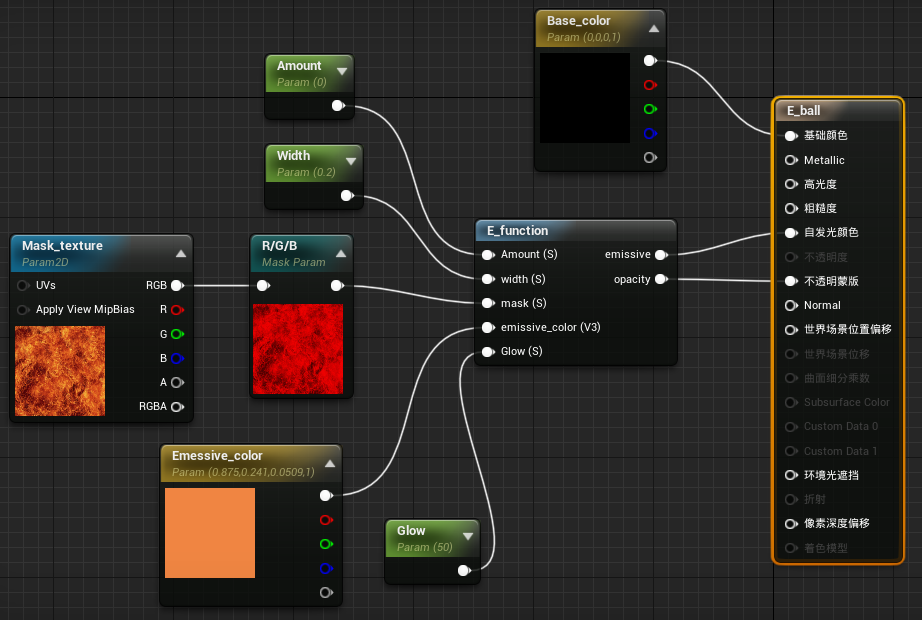 Base_color
Param (0,0,0,1)
Amount
Param (0)
Width
Param (0.2)
Mask_texture
Param2D
UVs
RGB
Apply View MipBias
R
G
B
A
RGBA
R/G/B
Mask Param
E_function
Amount (S)
emissive
width (S)
opacity
mask (S)
emissive_color (V3)
Glow (S)
Emessive_color
Param (0.875,0.241,0.0509,1)
Glow
Param (50)
E_ball
基础颜色
Metallic
高光度
粗糙度
自发光颜色
不透明度
不透明蒙版
Normal
世界场景位置偏移
世界场景位移
曲面细分乘数
Subsurface Color
Custom Data 0
Custom Data 1
环境光遮挡
折射
像素深度偏移
着色模型